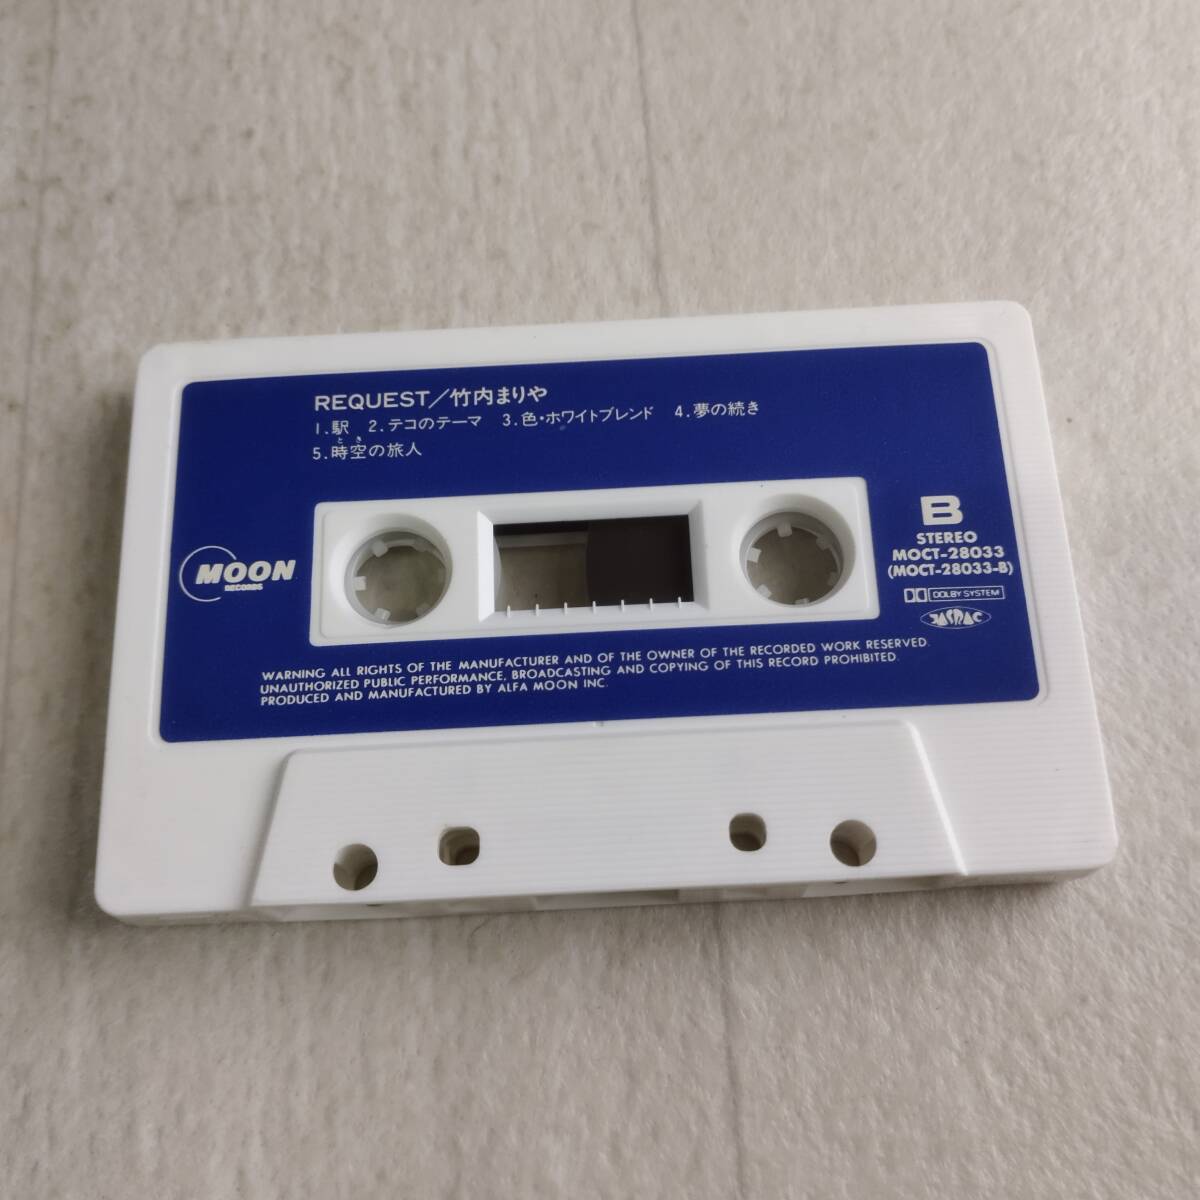 REQUEST／竹内まりや
1.駅 2.テコのテーマ 3.色・ホワイトブレンド 4.夢の続き
とき
5.時空の旅人
MOON
RECORDS
B
STEREO
MOCT-28033
(MOCT-28033-B)
DOLBY SYSTEM
JASRAC
WARNING ALL RIGHTS OF THE MANUFACTURER AND OF THE OWNER OF THE RECORDED WORK RESERVED.
UNAUTHORIZED PUBLIC PERFORMANCE, BROADCASTING AND COPYING OF THIS RECORD PROHIBITED.
PRODUCED AND MANUFACTURED BY ALFA MOON INC.